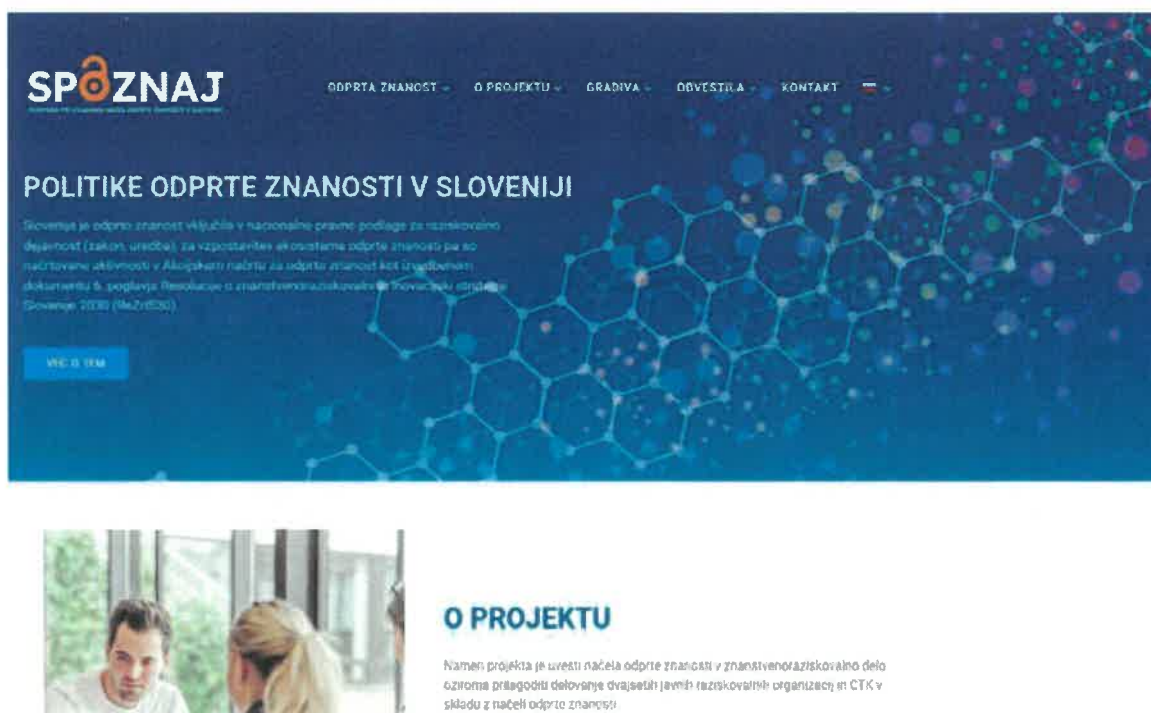 SPOZNAJ
ODPRTA ZNANOST O PROJEKTU GRADIVA OBVESTILA KONTAKT
POLITIKE ODPRTE ZNANOSTI V SLOVENIJI
Slovenija je odprto znanost vključila v nacionalne pravne podlage za raziskovalno
dejavnost (zakon, uredba), za vzpostavitev ekosistema odprte znanosti pa so
načrtovane aktivnosti v Akcijskem načrtu za odprto znanost kot izvedbenem
dokumentu 6. poglavja Resolucije o znanstvenoraziskovalni in inovacijski strategiji
Slovenije 2030
VEČ O TEM
O PROJEKTU
Namen projekta je uvesti načela odprte znanosti v znanstvenoraziskovalno delo
oziroma prilagoditi delovanje dvajsetih javnih raziskovalnih organizacij in CTK v
skladu z načeli odprte znanosti.